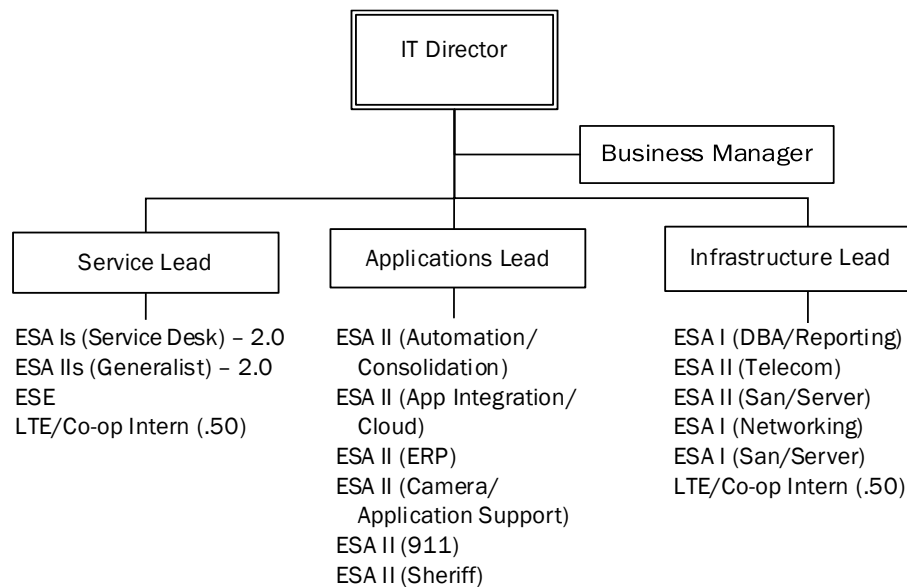 IT Director
Business Manager
Service Lead
Applications Lead
Infrastructure Lead
ESA Is (Service Desk) – 2.0
ESA IIs (Generalist) – 2.0
ESE
LTE/Co-op Intern (.50)
ESA II (Automation/
Consolidation)
ESA II (App Integration/
Cloud)
ESA II (ERP)
ESA II (Camera/
Application Support)
ESA II (911)
ESA II (Sheriff)
ESA I (DBA/Reporting)
ESA II (Telecom)
ESA II (San/Server)
ESA I (Networking)
ESA I (San/Server)
LTE/Co-op Intern (.50)